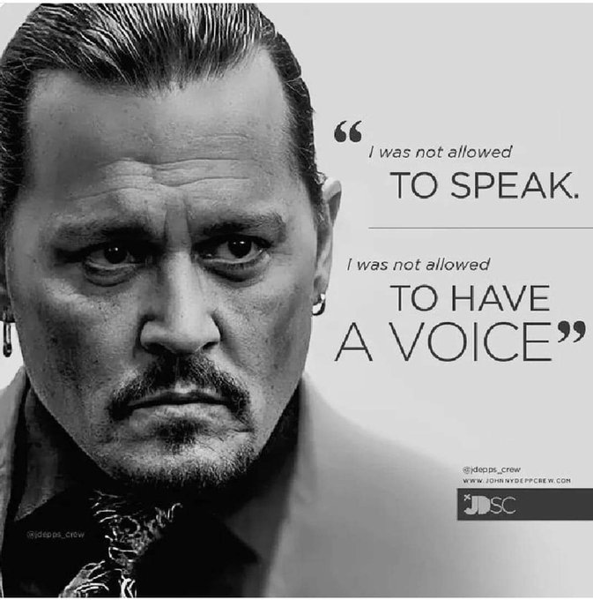 “
I was not allowed
TO SPEAK.
I was not allowed
TO HAVE
A VOICE”
@jdepps_crew
WWW.JOHNNYDEPPCREW.COM
JDSC
@jdepps_crew